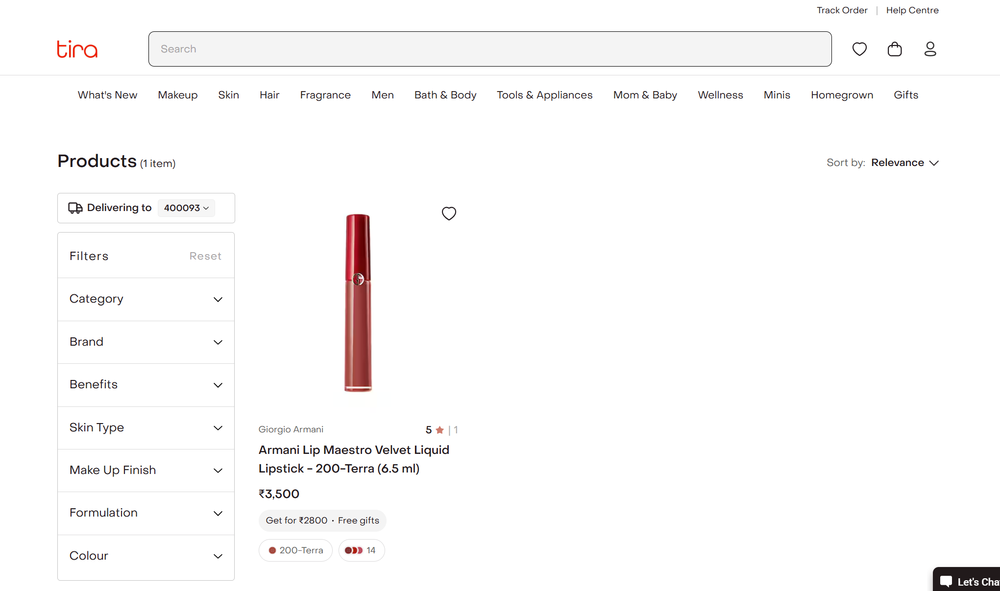 Track Order | Help Centre
tira
Search
What's New Makeup Skin Hair Fragrance Men Bath & Body Tools & Appliances Mom & Baby Wellness Minis Homegrown Gifts
Products (1 item)
Sort by: Relevance
Delivering to 400093
Filters Reset
Category
Brand
Benefits
Skin Type
Make Up Finish
Formulation
Colour
Giorgio Armani
5 | 1
Armani Lip Maestro Velvet Liquid
Lipstick - 200-Terra (6.5 ml)
₹3,500
Get for ₹2800 · Free gifts
200-Terra
14
Let's Cha